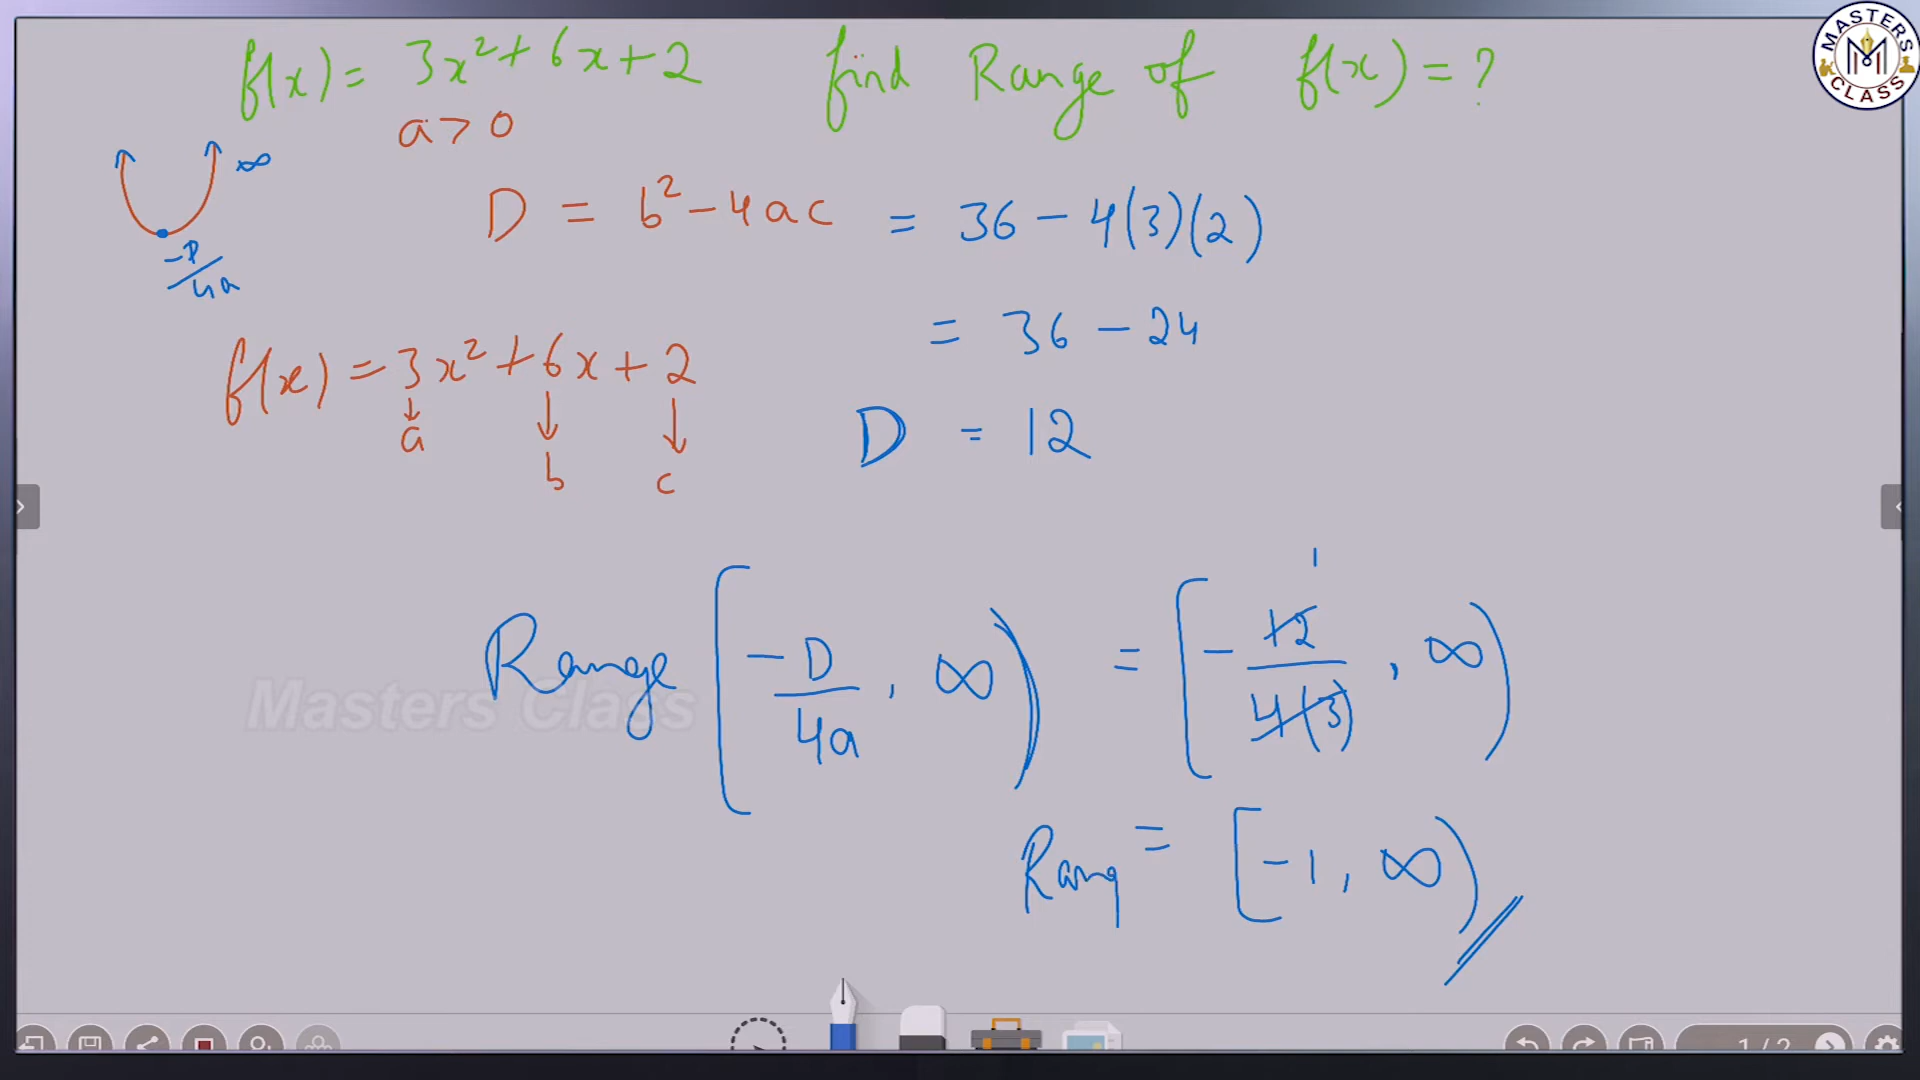 f(x) = 3x²+6x+2 find Range of f(x) = ?
a > 0
∞
D = b²-4ac = 36-4(3)(2)
-D/4a
= 36-24
f(x) = 3x²+6x+2
a b c
D = 12
Range [-D/4a, ∞) = [-12/4(3), ∞)
1
Rang = [-1, ∞)
Masters Class
MASTERS CLASS
1 / 2